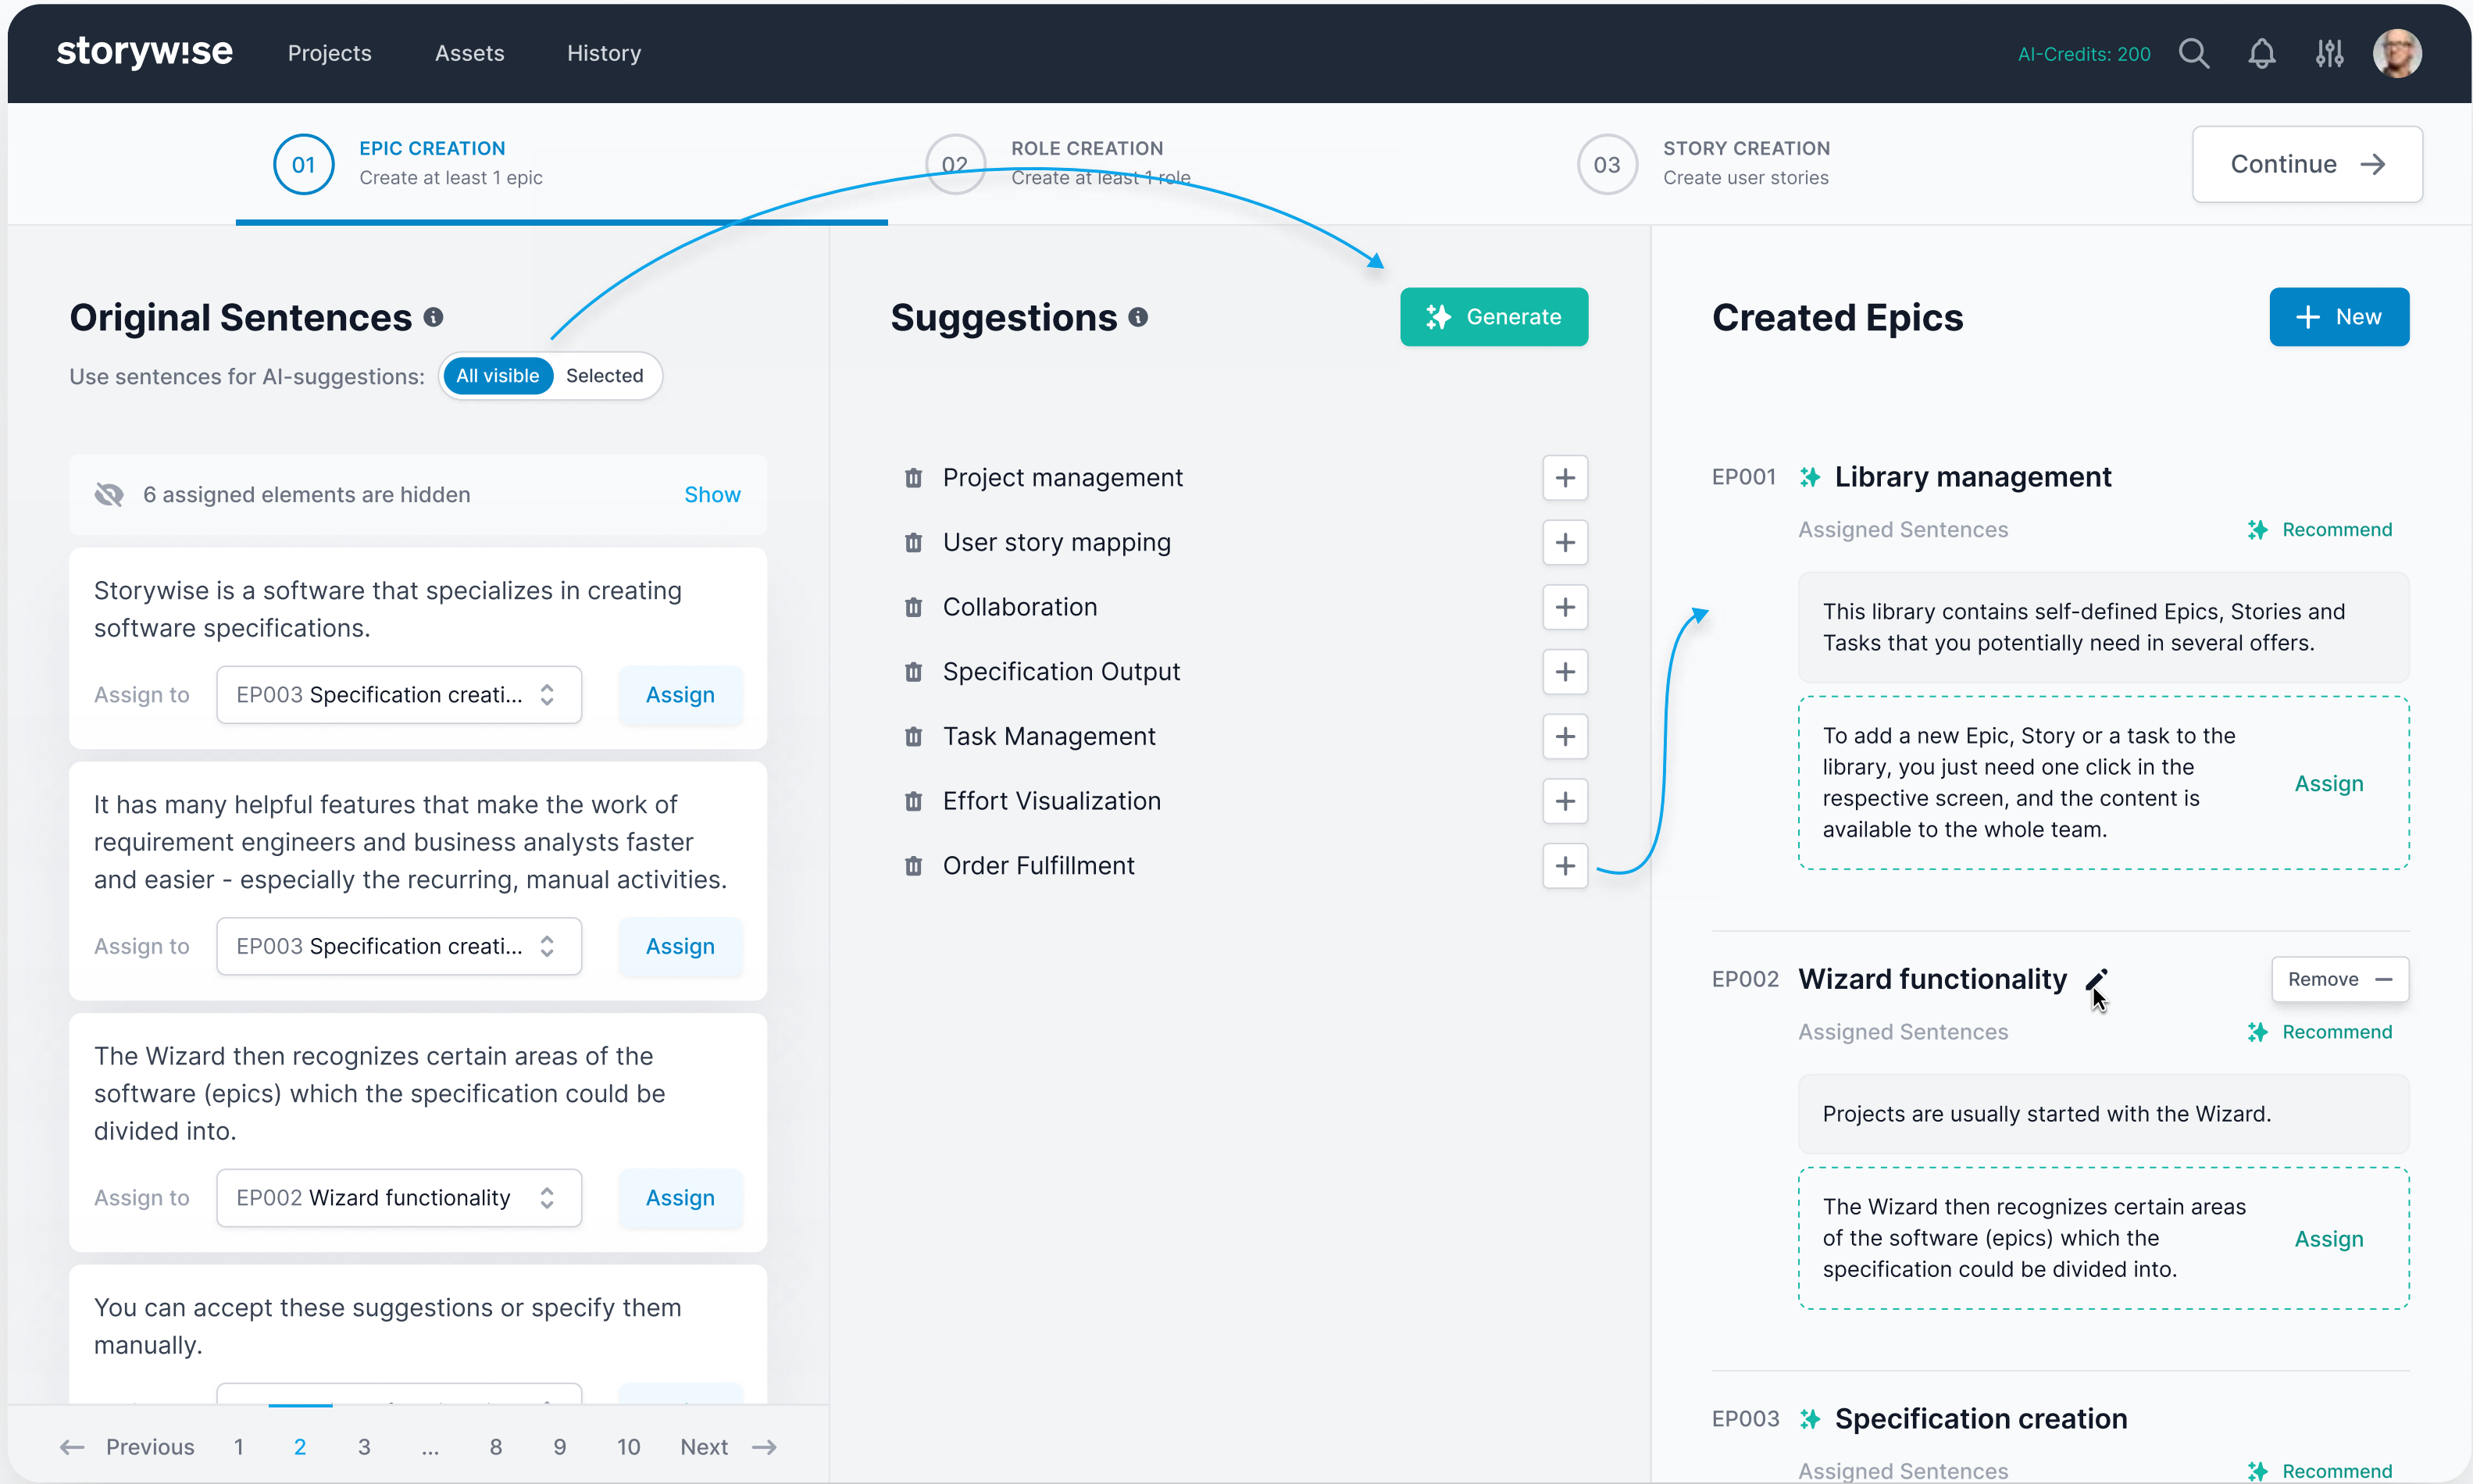 storyw!se
Projects
Assets
History
AI-Credits: 200
01
EPIC CREATION
Create at least 1 epic
02
ROLE CREATION
Create at least 1 role
03
STORY CREATION
Create user stories
Continue
Original Sentences
Use sentences for AI-suggestions:
All visible
Selected
6 assigned elements are hidden
Show
Storywise is a software that specializes in creating
software specifications.
Assign to
EP003 Specification creati...
Assign
It has many helpful features that make the work of
requirement engineers and business analysts faster
and easier - especially the recurring, manual activities.
Assign to
EP003 Specification creati...
Assign
The Wizard then recognizes certain areas of the
software (epics) which the specification could be
divided into.
Assign to
EP002 Wizard functionality
Assign
You can accept these suggestions or specify them
manually.
Previous
1
2
3
...
8
9
10
Next
Suggestions
Generate
Project management
User story mapping
Collaboration
Specification Output
Task Management
Effort Visualization
Order Fulfillment
Created Epics
New
EP001
Library management
Assigned Sentences
Recommend
This library contains self-defined Epics, Stories and
Tasks that you potentially need in several offers.
To add a new Epic, Story or a task to the
library, you just need one click in the
respective screen, and the content is
available to the whole team.
Assign
EP002
Wizard functionality
Remove
Assigned Sentences
Recommend
Projects are usually started with the Wizard.
The Wizard then recognizes certain areas
of the software (epics) which the
specification could be divided into.
Assign
EP003
Specification creation
Assigned Sentences
Recommend